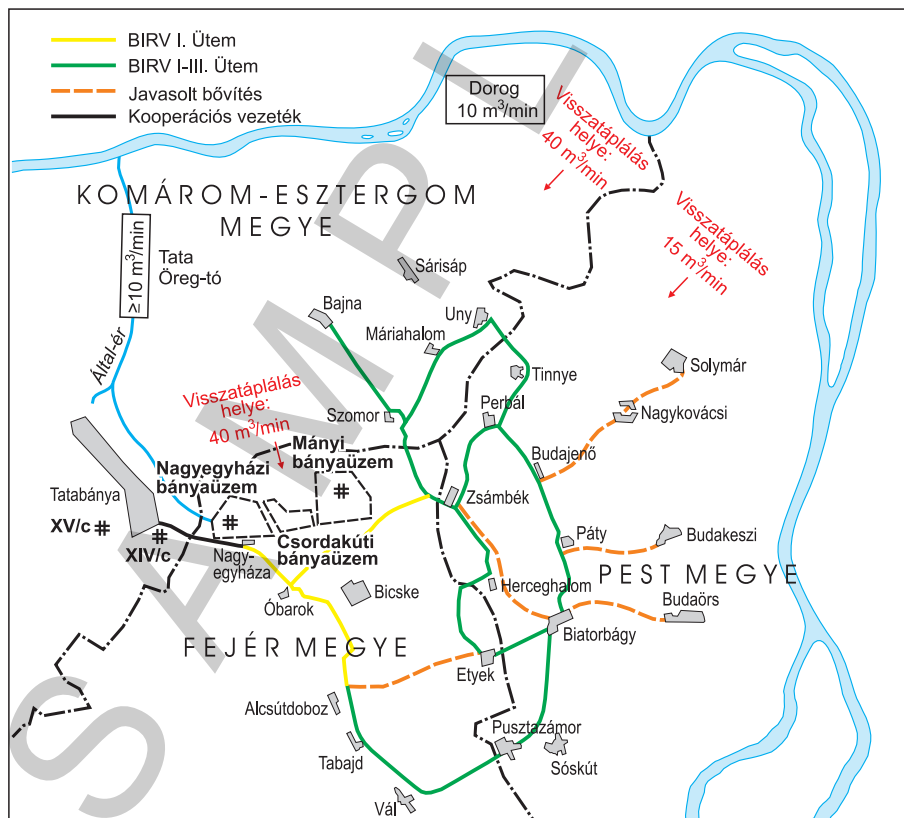 BIRV I. Ütem
BIRV I-III. Ütem
Javasolt bővítés
Kooperációs vezeték
Dorog
10 m³/min
Visszatáplálás
helye:
40 m³/min
Visszatáplálás
helye:
15 m³/min
KOMÁROM-ESZTERGOM
MEGYE
≥10 m³/min
Tata
Öreg-tó
Által-ér
Sárisáp
Bajna
Uny
Máriahalom
Tinnye
Solymár
Nagykovácsi
Visszatáplálás
helye:
40 m³/min
Szomor
Perbál
Budajenő
Mányi
bányaüzem
Nagyegyházi
bányaüzem
Tatabánya
Zsámbék
XV/c
XIV/c
Nagy-
egyháza
Csordakúti
bányaüzem
Páty
Budakeszi
PEST MEGYE
Óbarok
Bicske
Herceghalom
Budaörs
Biatorbágy
FEJÉR MEGYE
Etyek
Alcsútdoboz
Pusztazámor
Tabajd
Sóskút
Vál
SAMPL